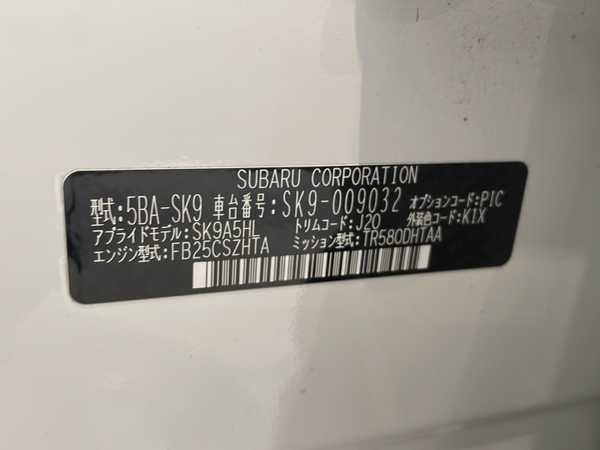 SUBARU CORPORATION
型式:5BA-SK9 車台番号:SK9-009032 オプションコード:PIC
アプライドモデル:SK9A5HL トリムコード:J20 外装色コード:K1X
エンジン型式:FB25CSZHTA ミッション型式:TR580DHTAA